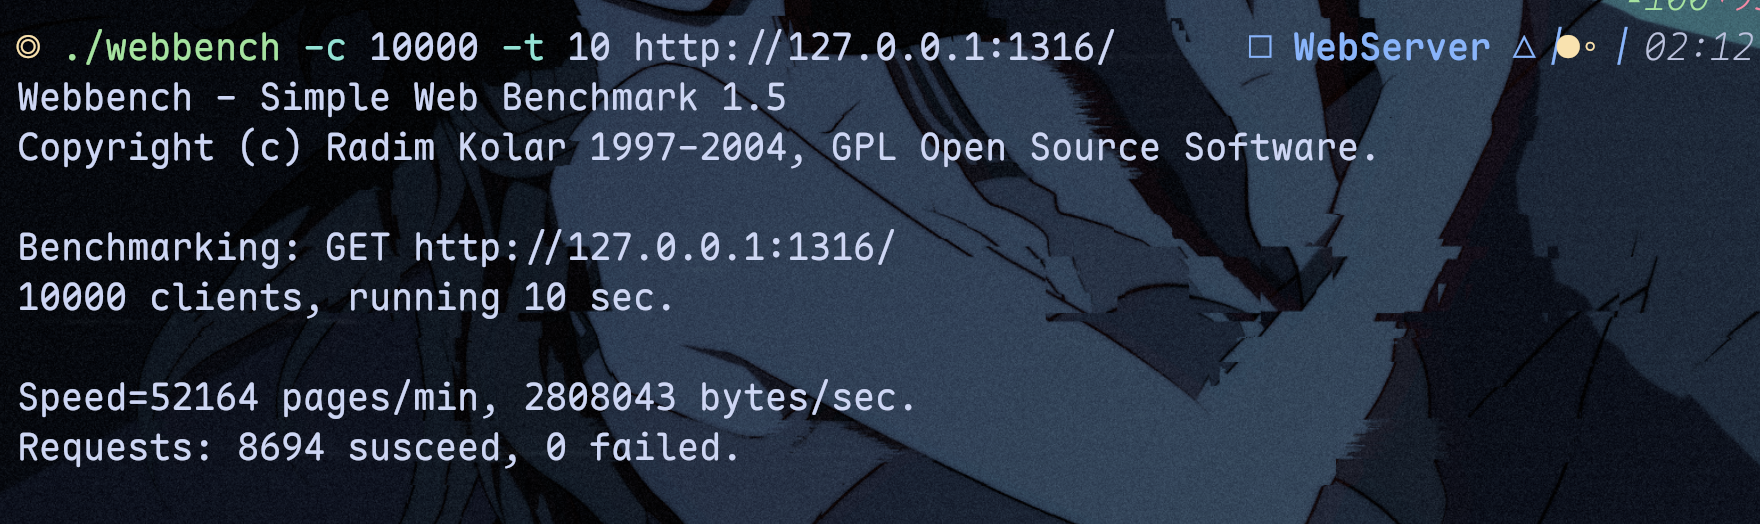 -100
◎ ./webbench -c 10000 -t 10 http://127.0.0.1:1316/ □ WebServer △ 02:12
Webbench - Simple Web Benchmark 1.5
Copyright (c) Radim Kolar 1997-2004, GPL Open Source Software.
Benchmarking: GET http://127.0.0.1:1316/
10000 clients, running 10 sec.
Speed=52164 pages/min, 2808043 bytes/sec.
Requests: 8694 susceed, 0 failed.